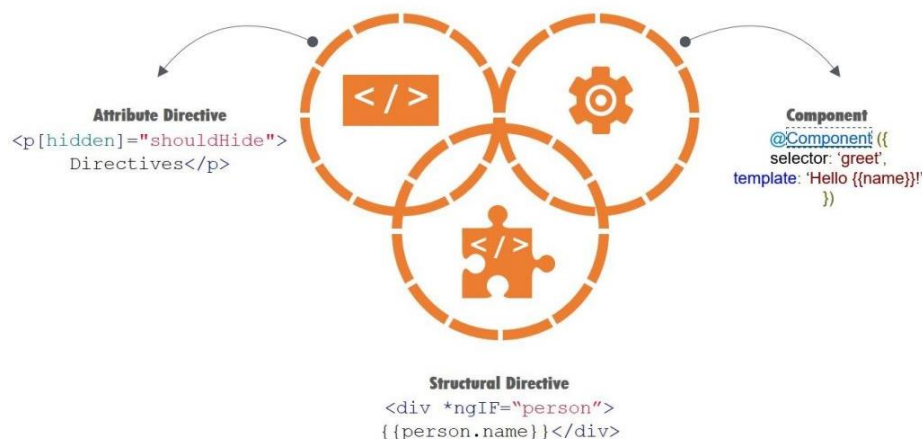 </>
Attribute Directive
<p[hidden]="shouldHide">
Directives</p>
Component
@Component ({
selector: ‘greet’,
template: ‘Hello {{name}}!’
})
</>
Structural Directive
<div *ngIF=“person”>
{{person.name}}</div>